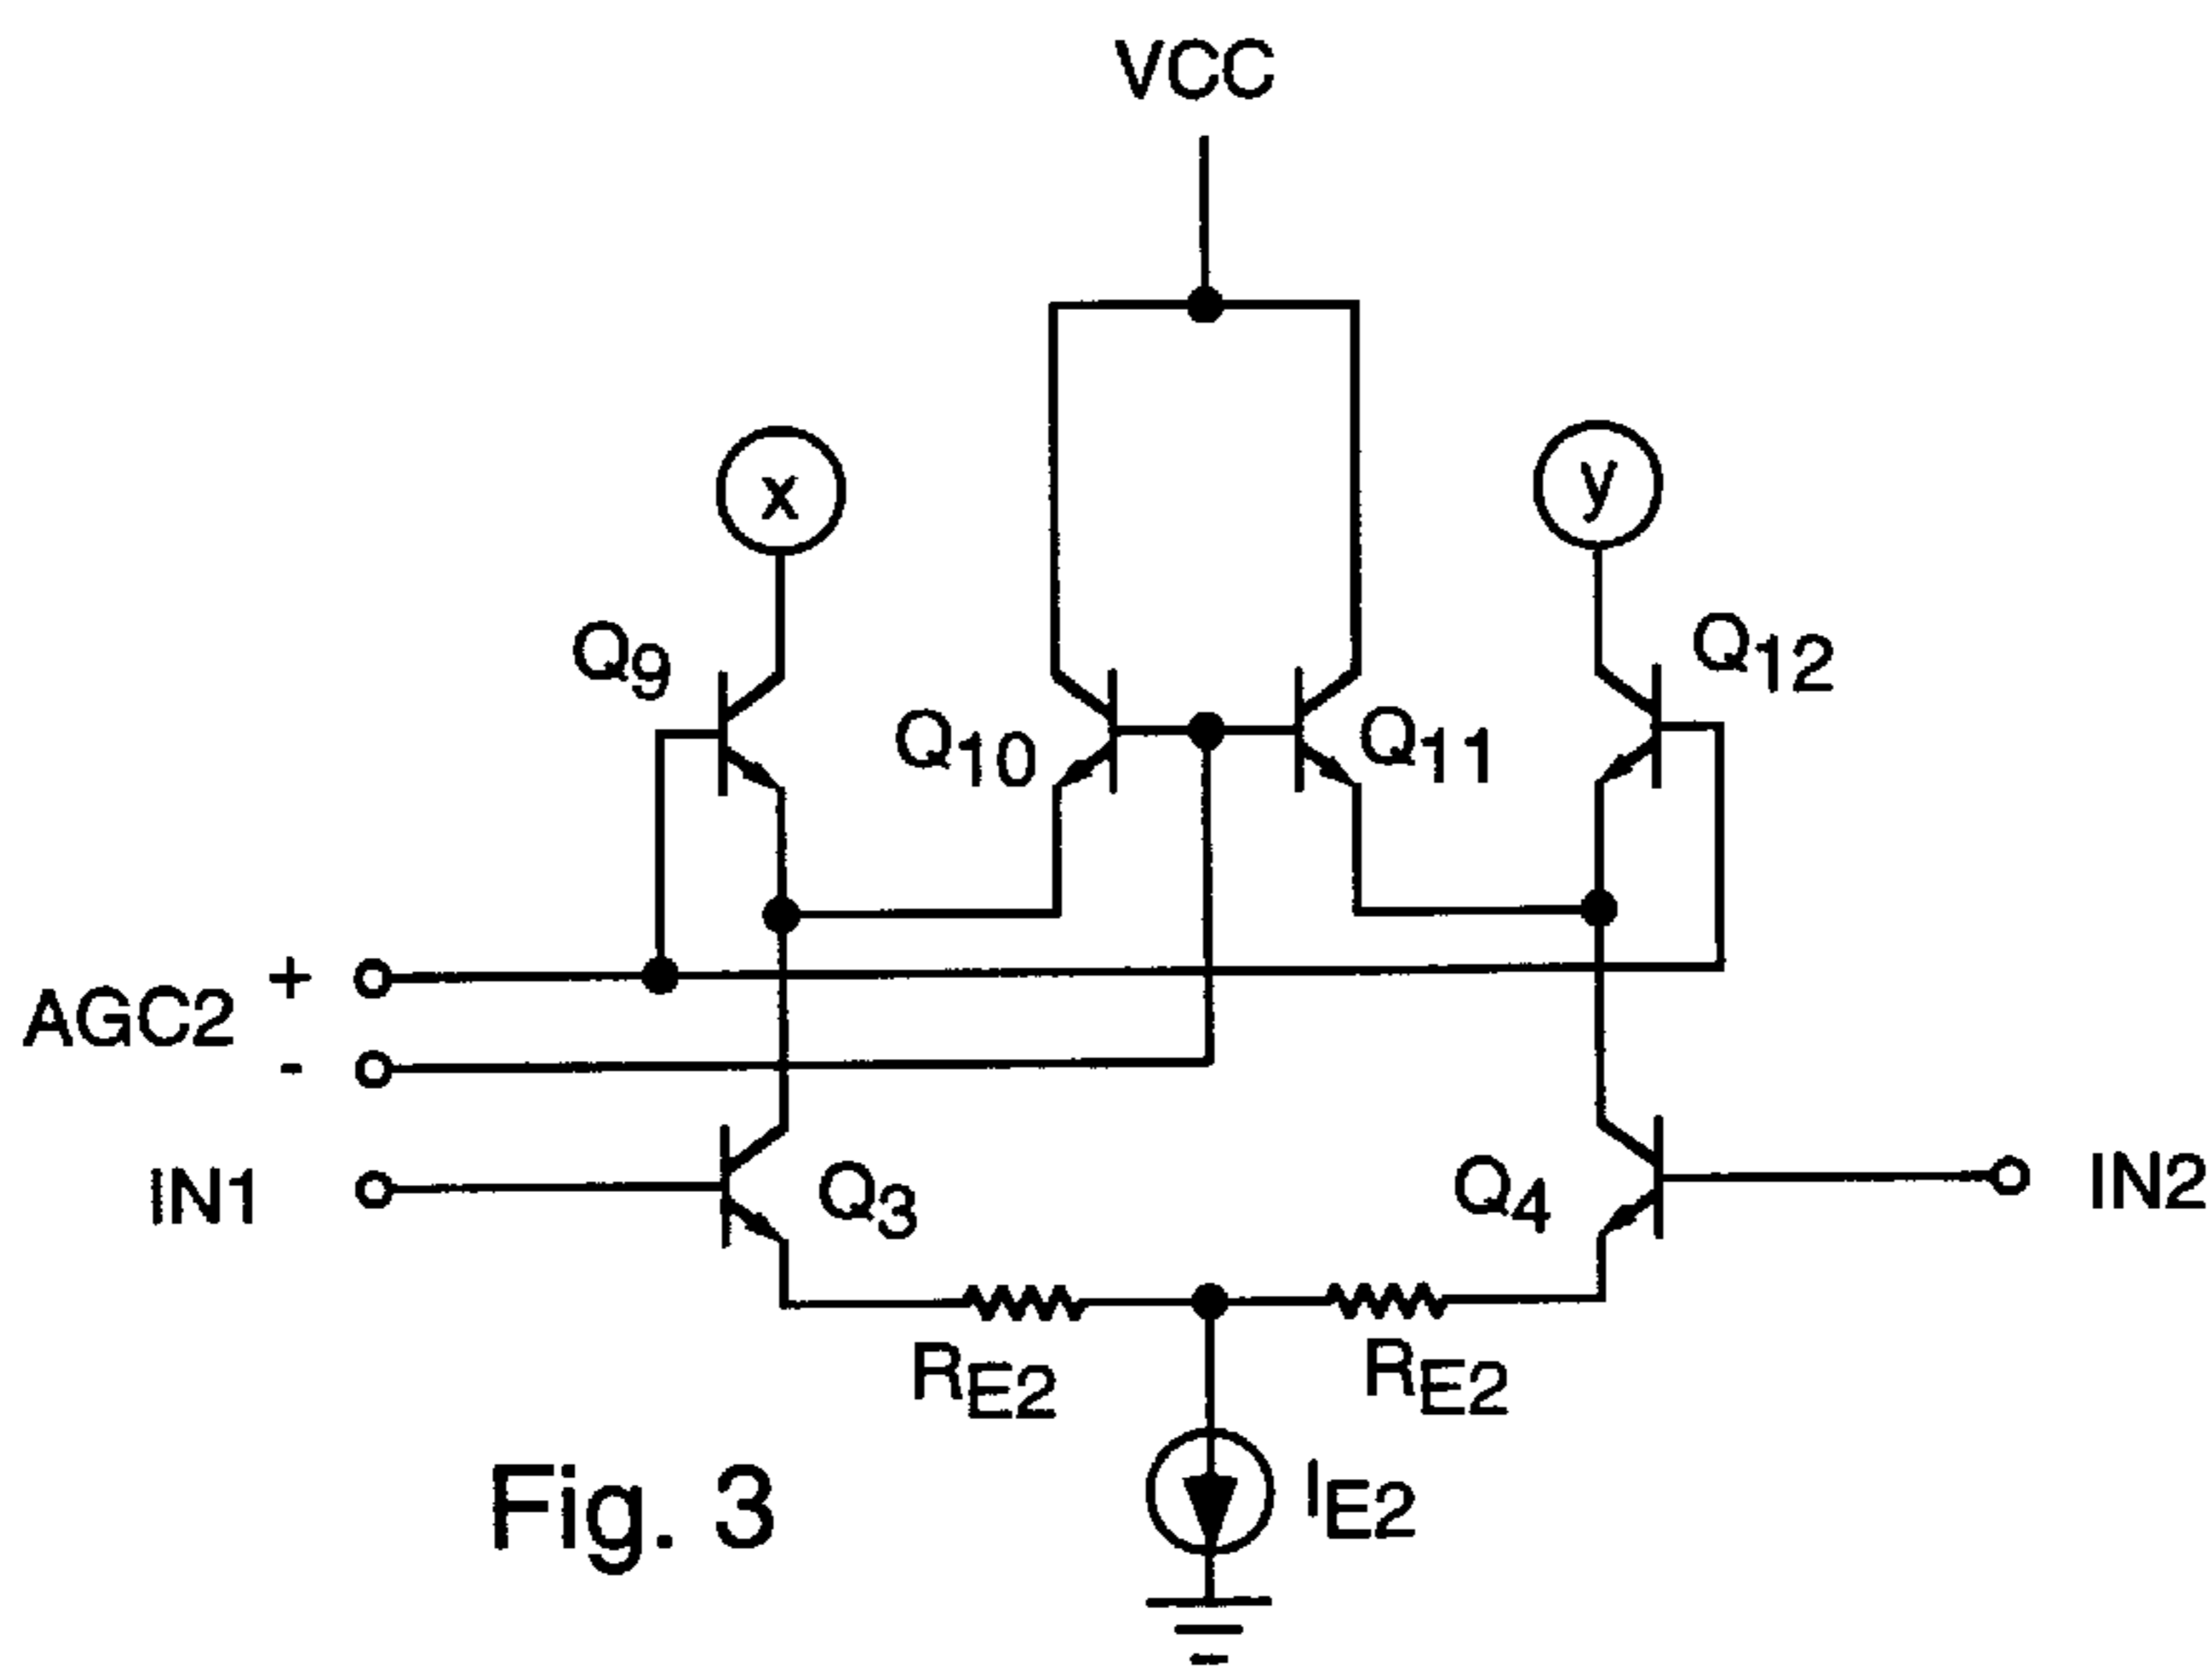 VCC
x
y
Q9
Q10
Q11
Q12
AGC2
+
-
IN1
Q3
Q4
IN2
RE2
RE2
IE2
Fig. 3